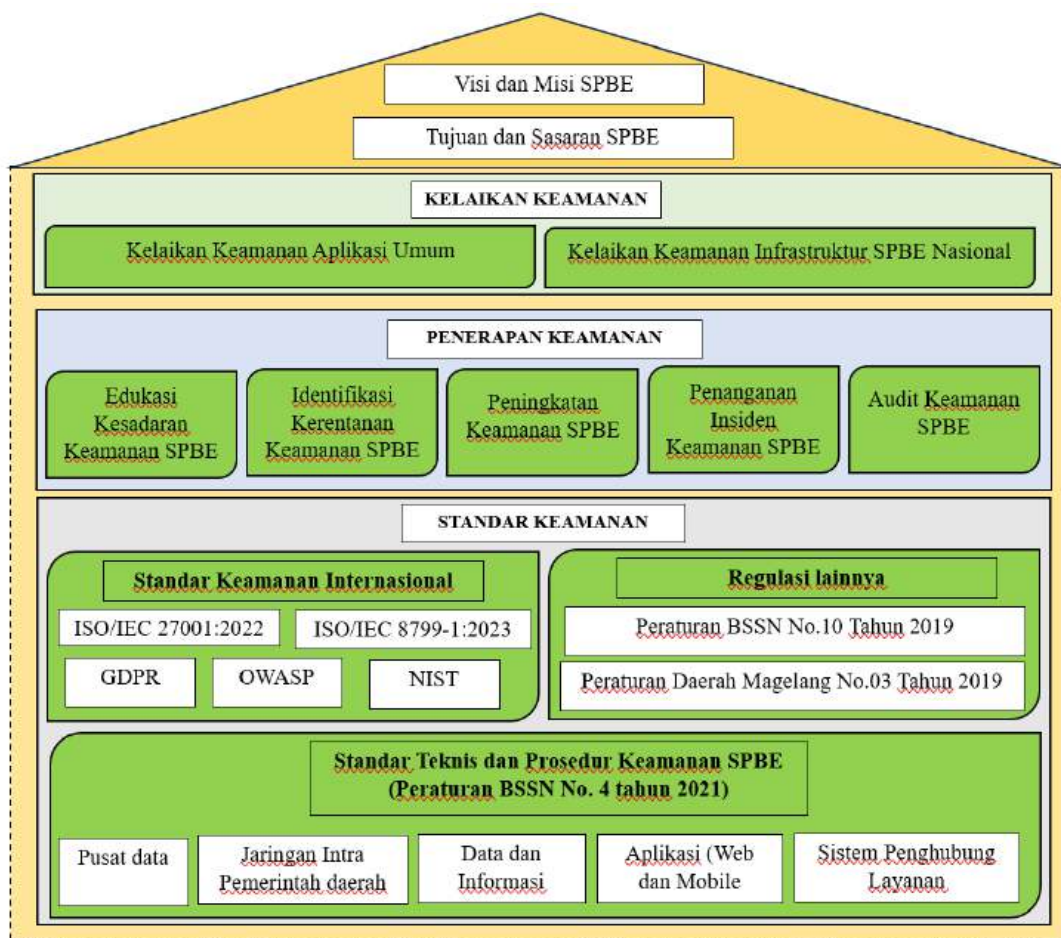 Visi dan Misi SPBE
Tujuan dan Sasaran SPBE
KELAIKAN KEAMANAN
Kelaikan Keamanan Aplikasi Umum
Kelaikan Keamanan Infrastruktur SPBE Nasional
PENERAPAN KEAMANAN
Edukasi
Kesadaran
Keamanan SPBE
Identifikasi
Kerentanan
Keamanan SPBE
Peningkatan
Keamanan SPBE
Penanganan
Insiden
Keamanan SPBE
Audit Keamanan
SPBE
STANDAR KEAMANAN
Standar Keamanan Internasional
ISO/IEC 27001:2022
ISO/IEC 8799-1:2023
GDPR
OWASP
NIST
Regulasi lainnya
Peraturan BSSN No.10 Tahun 2019
Peraturan Daerah Magelang No.03 Tahun 2019
Standar Teknis dan Prosedur Keamanan SPBE
(Peraturan BSSN No. 4 tahun 2021)
Pusat data
Jaringan Intra
Pemerintah daerah
Data dan
Informasi
Aplikasi (Web
dan Mobile
Sistem Penghubung
Layanan